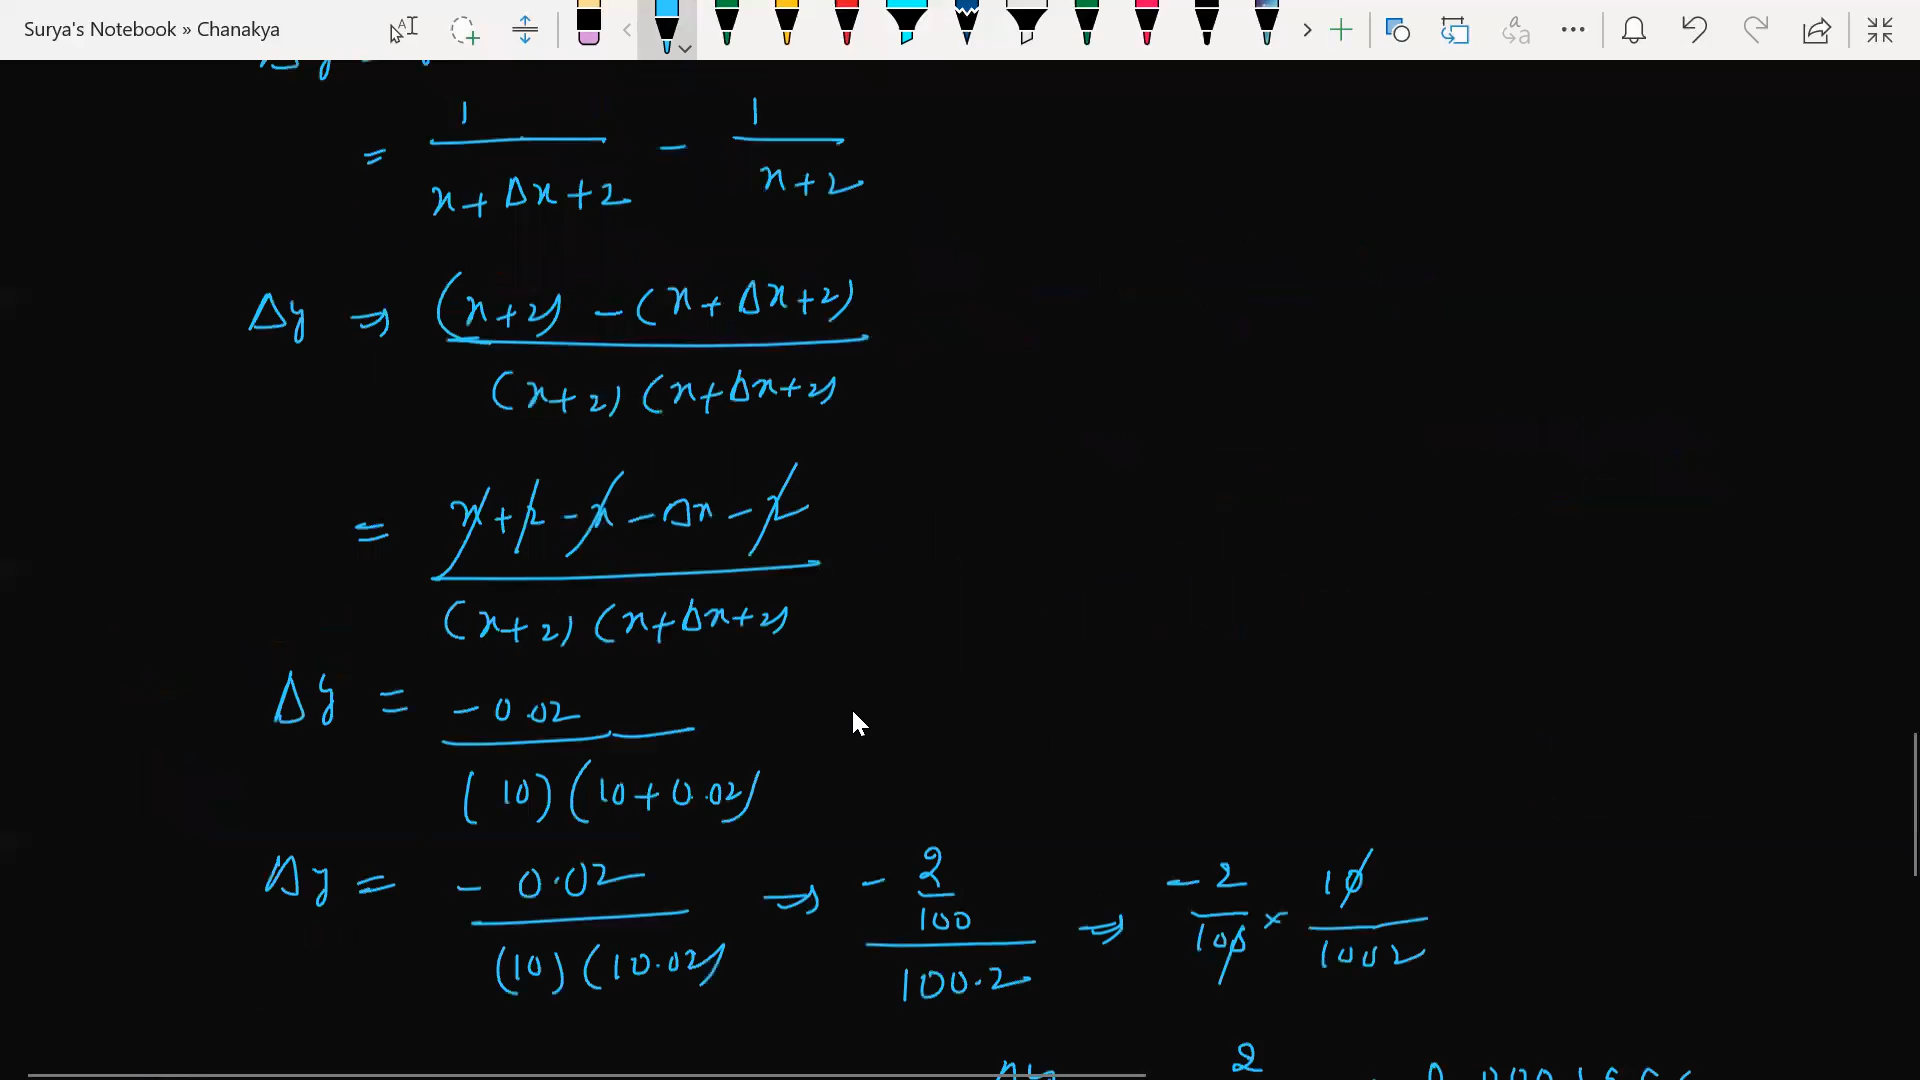 Surya's Notebook » Chanakya
= 1/(x+Δx+2) − 1/(x+2)
Δy ⇒ (x+2) − (x+Δx+2) / (x+2)(x+Δx+2)
= x+2−x−Δx−2 / (x+2)(x+Δx+2)
Δy = −0.02 / (10)(10+0.02)
Δy = −0.02 / (10)(10.02) ⇒ −2/100 / 100.2 ⇒ −2/100 × 10/1002
Δy 2